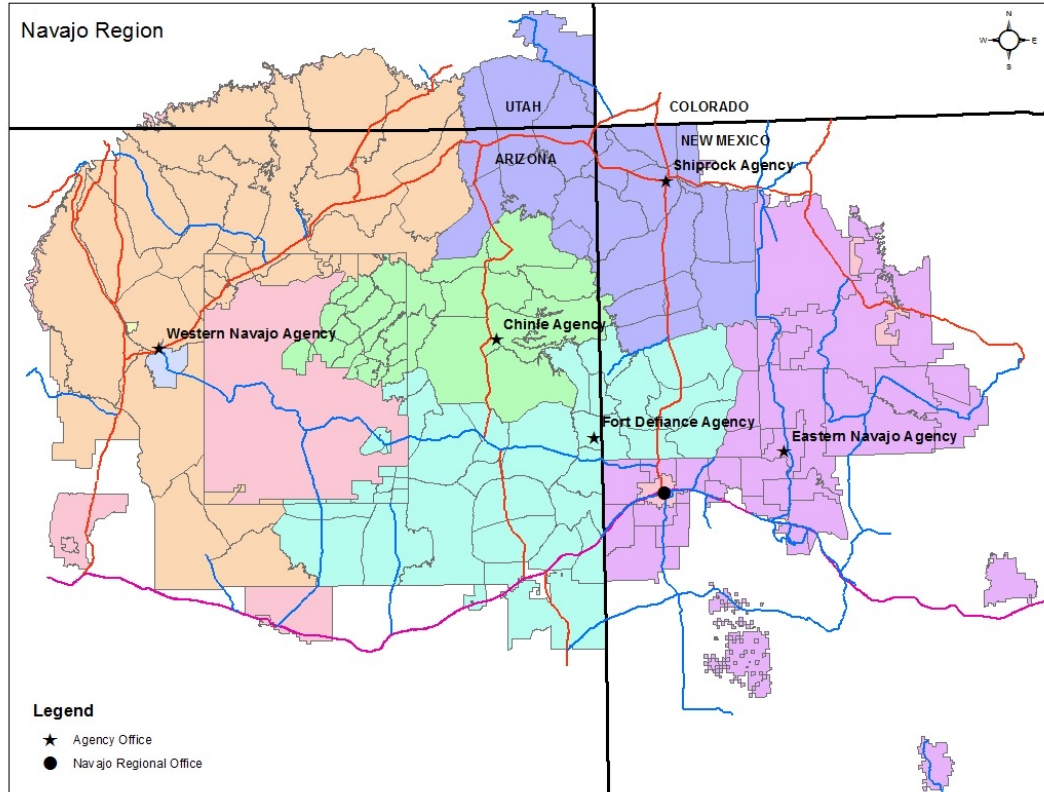 Navajo Region
N
W E
S
UTAH
COLORADO
ARIZONA
NEW MEXICO
Shiprock Agency
Western Navajo Agency
Chinle Agency
Fort Defiance Agency
Eastern Navajo Agency
Legend
Agency Office
Navajo Regional Office